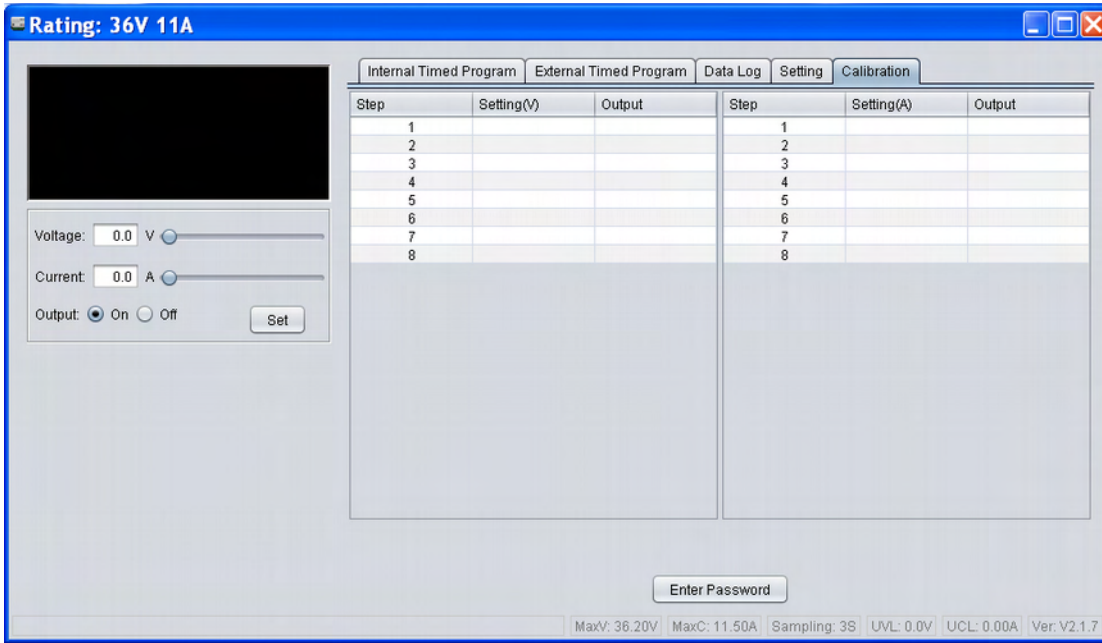 Rating: 36V 11A
Internal Timed Program External Timed Program Data Log Setting Calibration
Step Setting(V) Output Step Setting(A) Output
1 1
2 2
3 3
4 4
5 5
6 6
7 7
8 8
Voltage: 0.0 V
Current: 0.0 A
Output: On Off
Set
Enter Password
MaxV: 36.20V MaxC: 11.50A Sampling: 3S UVL: 0.0V UCL: 0.00A Ver: V2.1.7